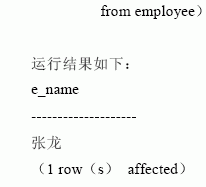 from employee）
运行结果如下：
e_name
--------------------
张龙
（1 row（s） affected）